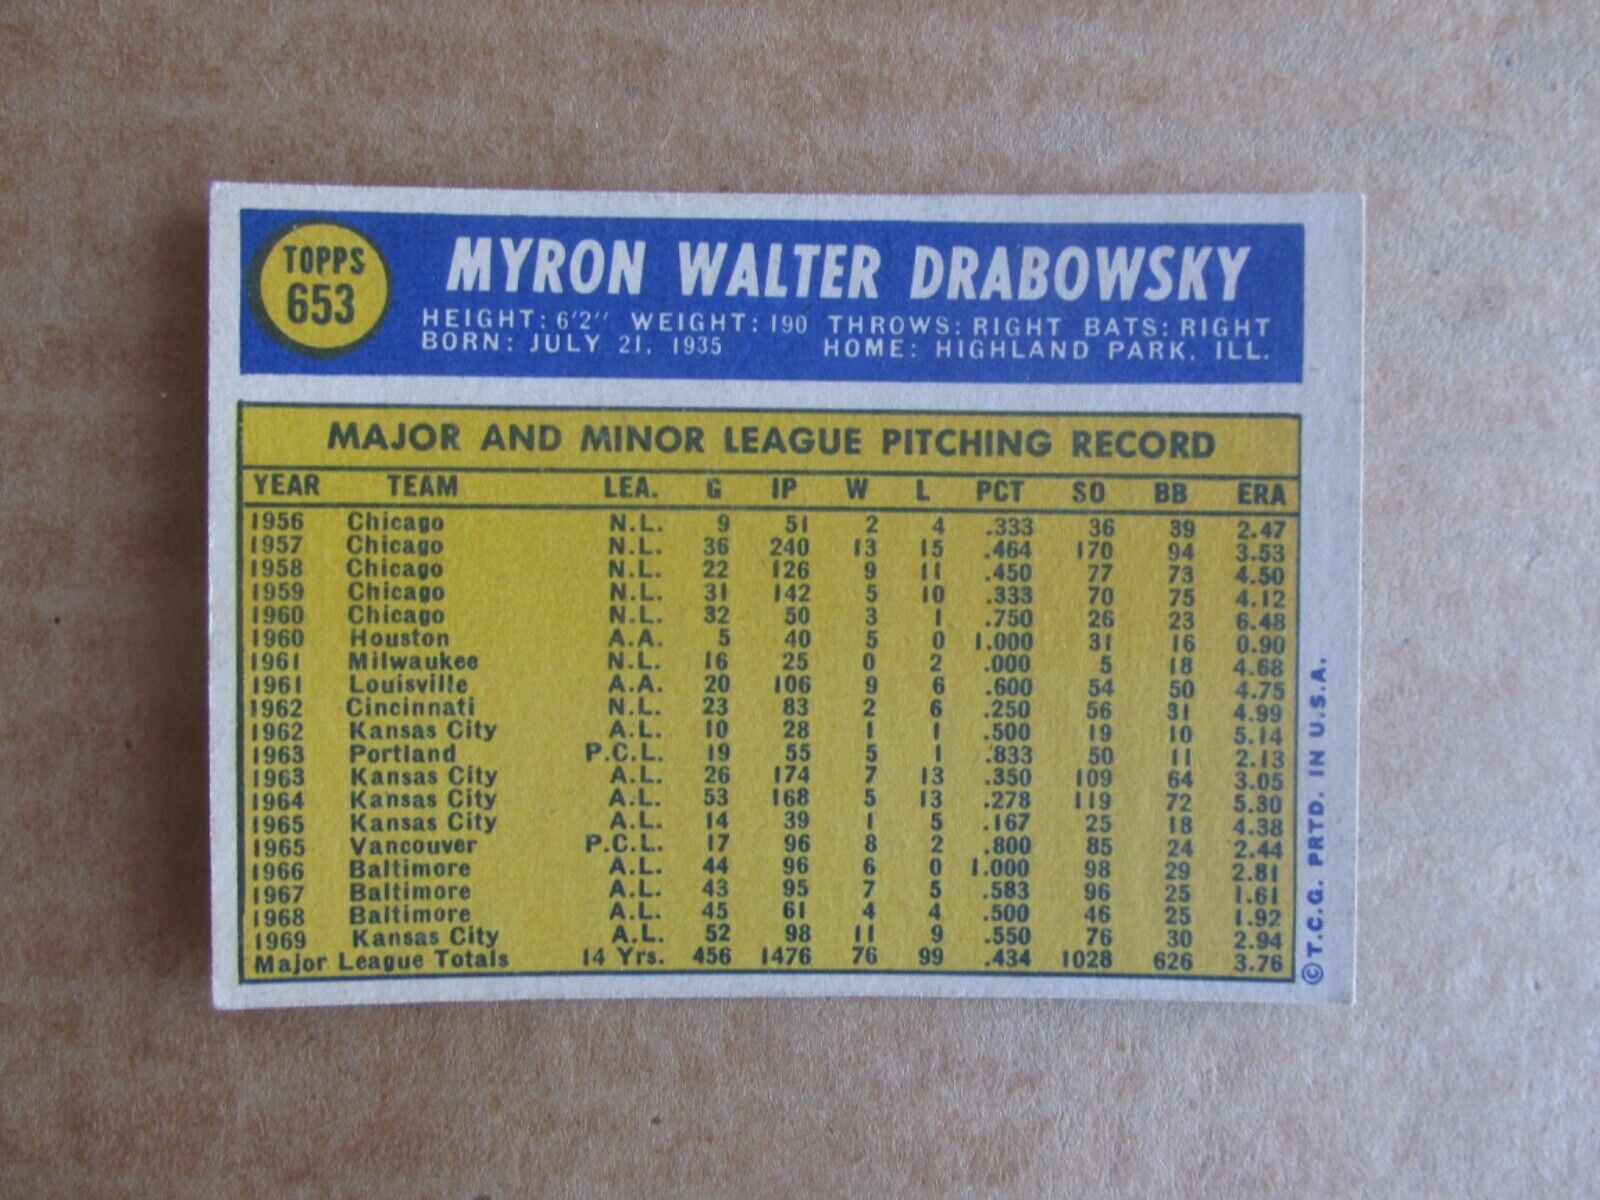 TOPPS
653
MYRON WALTER DRABOWSKY
HEIGHT: 6'2" WEIGHT: 190 THROWS: RIGHT BATS: RIGHT
BORN: JULY 21, 1935 HOME: HIGHLAND PARK, ILL.
MAJOR AND MINOR LEAGUE PITCHING RECORD
YEAR TEAM LEA. G IP W L PCT SO BB ERA
1956 Chicago N.L. 9 51 2 4 .333 36 39 2.47
1957 Chicago N.L. 36 240 13 15 .464 170 94 3.53
1958 Chicago N.L. 22 126 9 11 .450 77 73 4.50
1959 Chicago N.L. 31 142 5 10 .333 70 75 4.12
1960 Chicago N.L. 32 50 3 1 .750 26 23 6.48
1960 Houston A.A. 5 40 5 0 1.000 31 16 0.90
1961 Milwaukee N.L. 16 25 0 2 .000 5 18 4.68
1961 Louisville A.A. 20 106 9 6 .600 54 50 4.75
1962 Cincinnati N.L. 23 83 2 6 .250 56 31 4.99
1962 Kansas City A.L. 10 28 1 1 .500 19 10 5.14
1963 Portland P.C.L. 19 55 5 1 .833 50 11 2.13
1963 Kansas City A.L. 26 174 7 13 .350 109 64 3.05
1964 Kansas City A.L. 53 168 5 13 .278 119 72 5.30
1965 Kansas City A.L. 14 39 1 5 .167 25 18 4.38
1965 Vancouver P.C.L. 17 96 8 2 .800 85 24 2.44
1966 Baltimore A.L. 44 96 6 0 1.000 98 29 2.81
1967 Baltimore A.L. 43 95 7 5 .583 96 25 1.61
1968 Baltimore A.L. 45 61 4 4 .500 46 25 1.92
1969 Kansas City A.L. 52 98 11 9 .550 76 30 2.94
Major League Totals 14 Yrs. 456 1476 76 99 .434 1028 626 3.76
© T.C.G. PRTD. IN U.S.A.